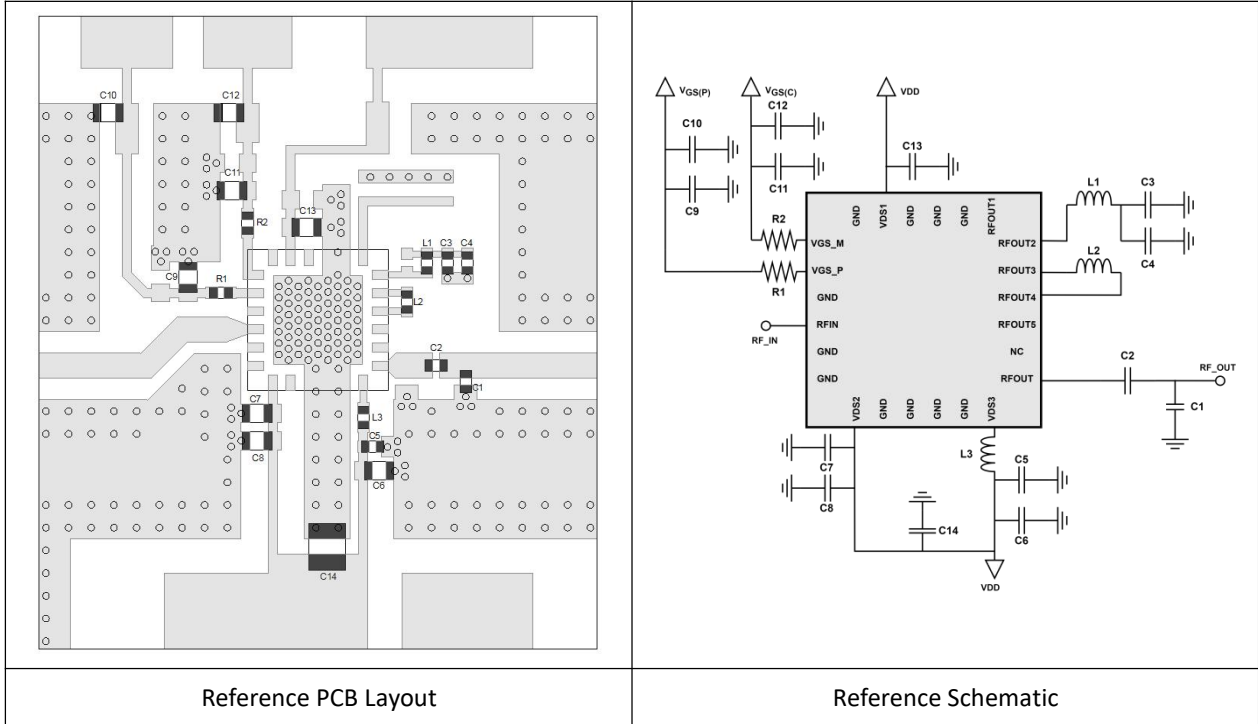 C10
C12
C11
R2
C13
C9
R1
L1 C3 C4
L2
C2
C1
C7
L3
C8
C5
C6
C14
Reference PCB Layout
VGS(P)
VGS(C)
VDD
C12
C10
C13
C11
C9
L1
C3
GND
VDS1
GND
GND
GND
RFOUT1
R2
VGS_M
RFOUT2
L2
C4
VGS_P
RFOUT3
R1
GND
RFOUT4
RFIN
RFOUT5
RF_IN
GND
NC
C2
RF_OUT
GND
RFOUT
C1
VDS2
GND
GND
GND
GND
VDS3
C7
L3
C5
C8
C14
C6
VDD
Reference Schematic